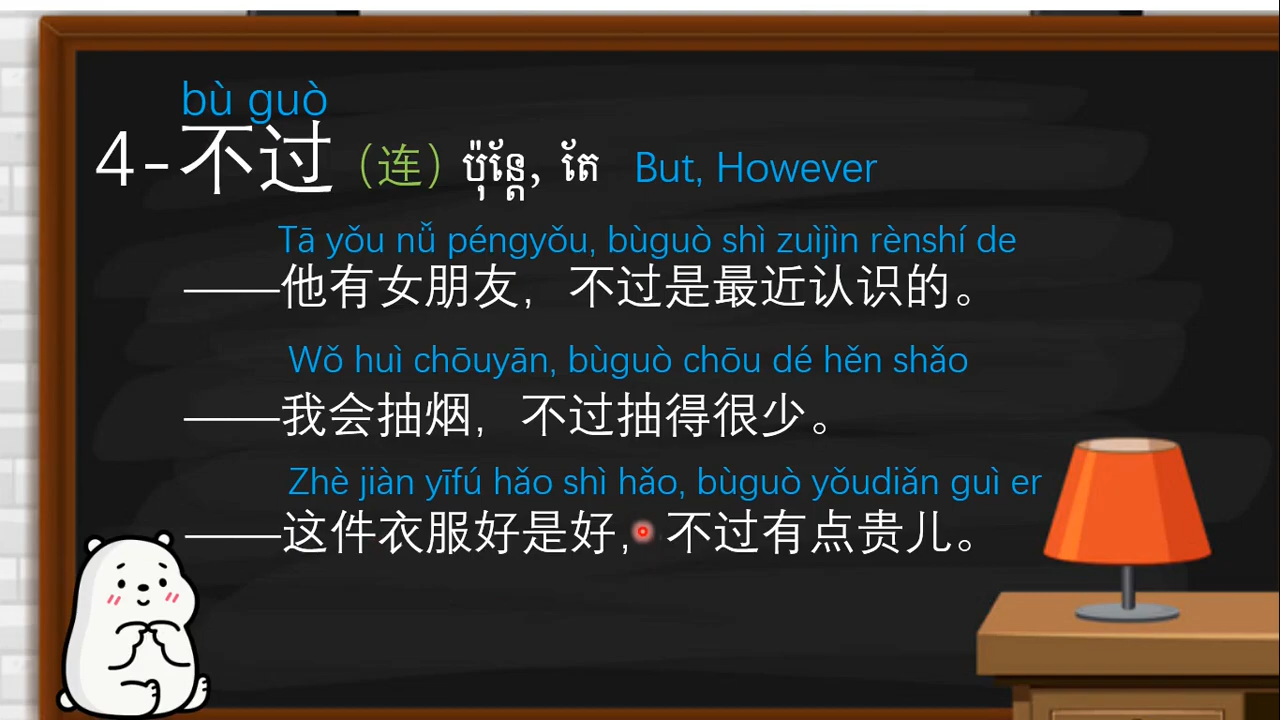 bù guò
4-不过（连）ប៉ុន្តែ, តែ But, However
Tā yǒu nǚ péngyǒu, bùguò shì zuìjìn rènshí de
——他有女朋友，不过是最近认识的。
Wǒ huì chōuyān, bùguò chōu dé hěn shǎo
——我会抽烟，不过抽得很少。
Zhè jiàn yīfú hǎo shì hǎo, bùguò yǒudiǎn guì er
——这件衣服好是好，不过有点贵儿。